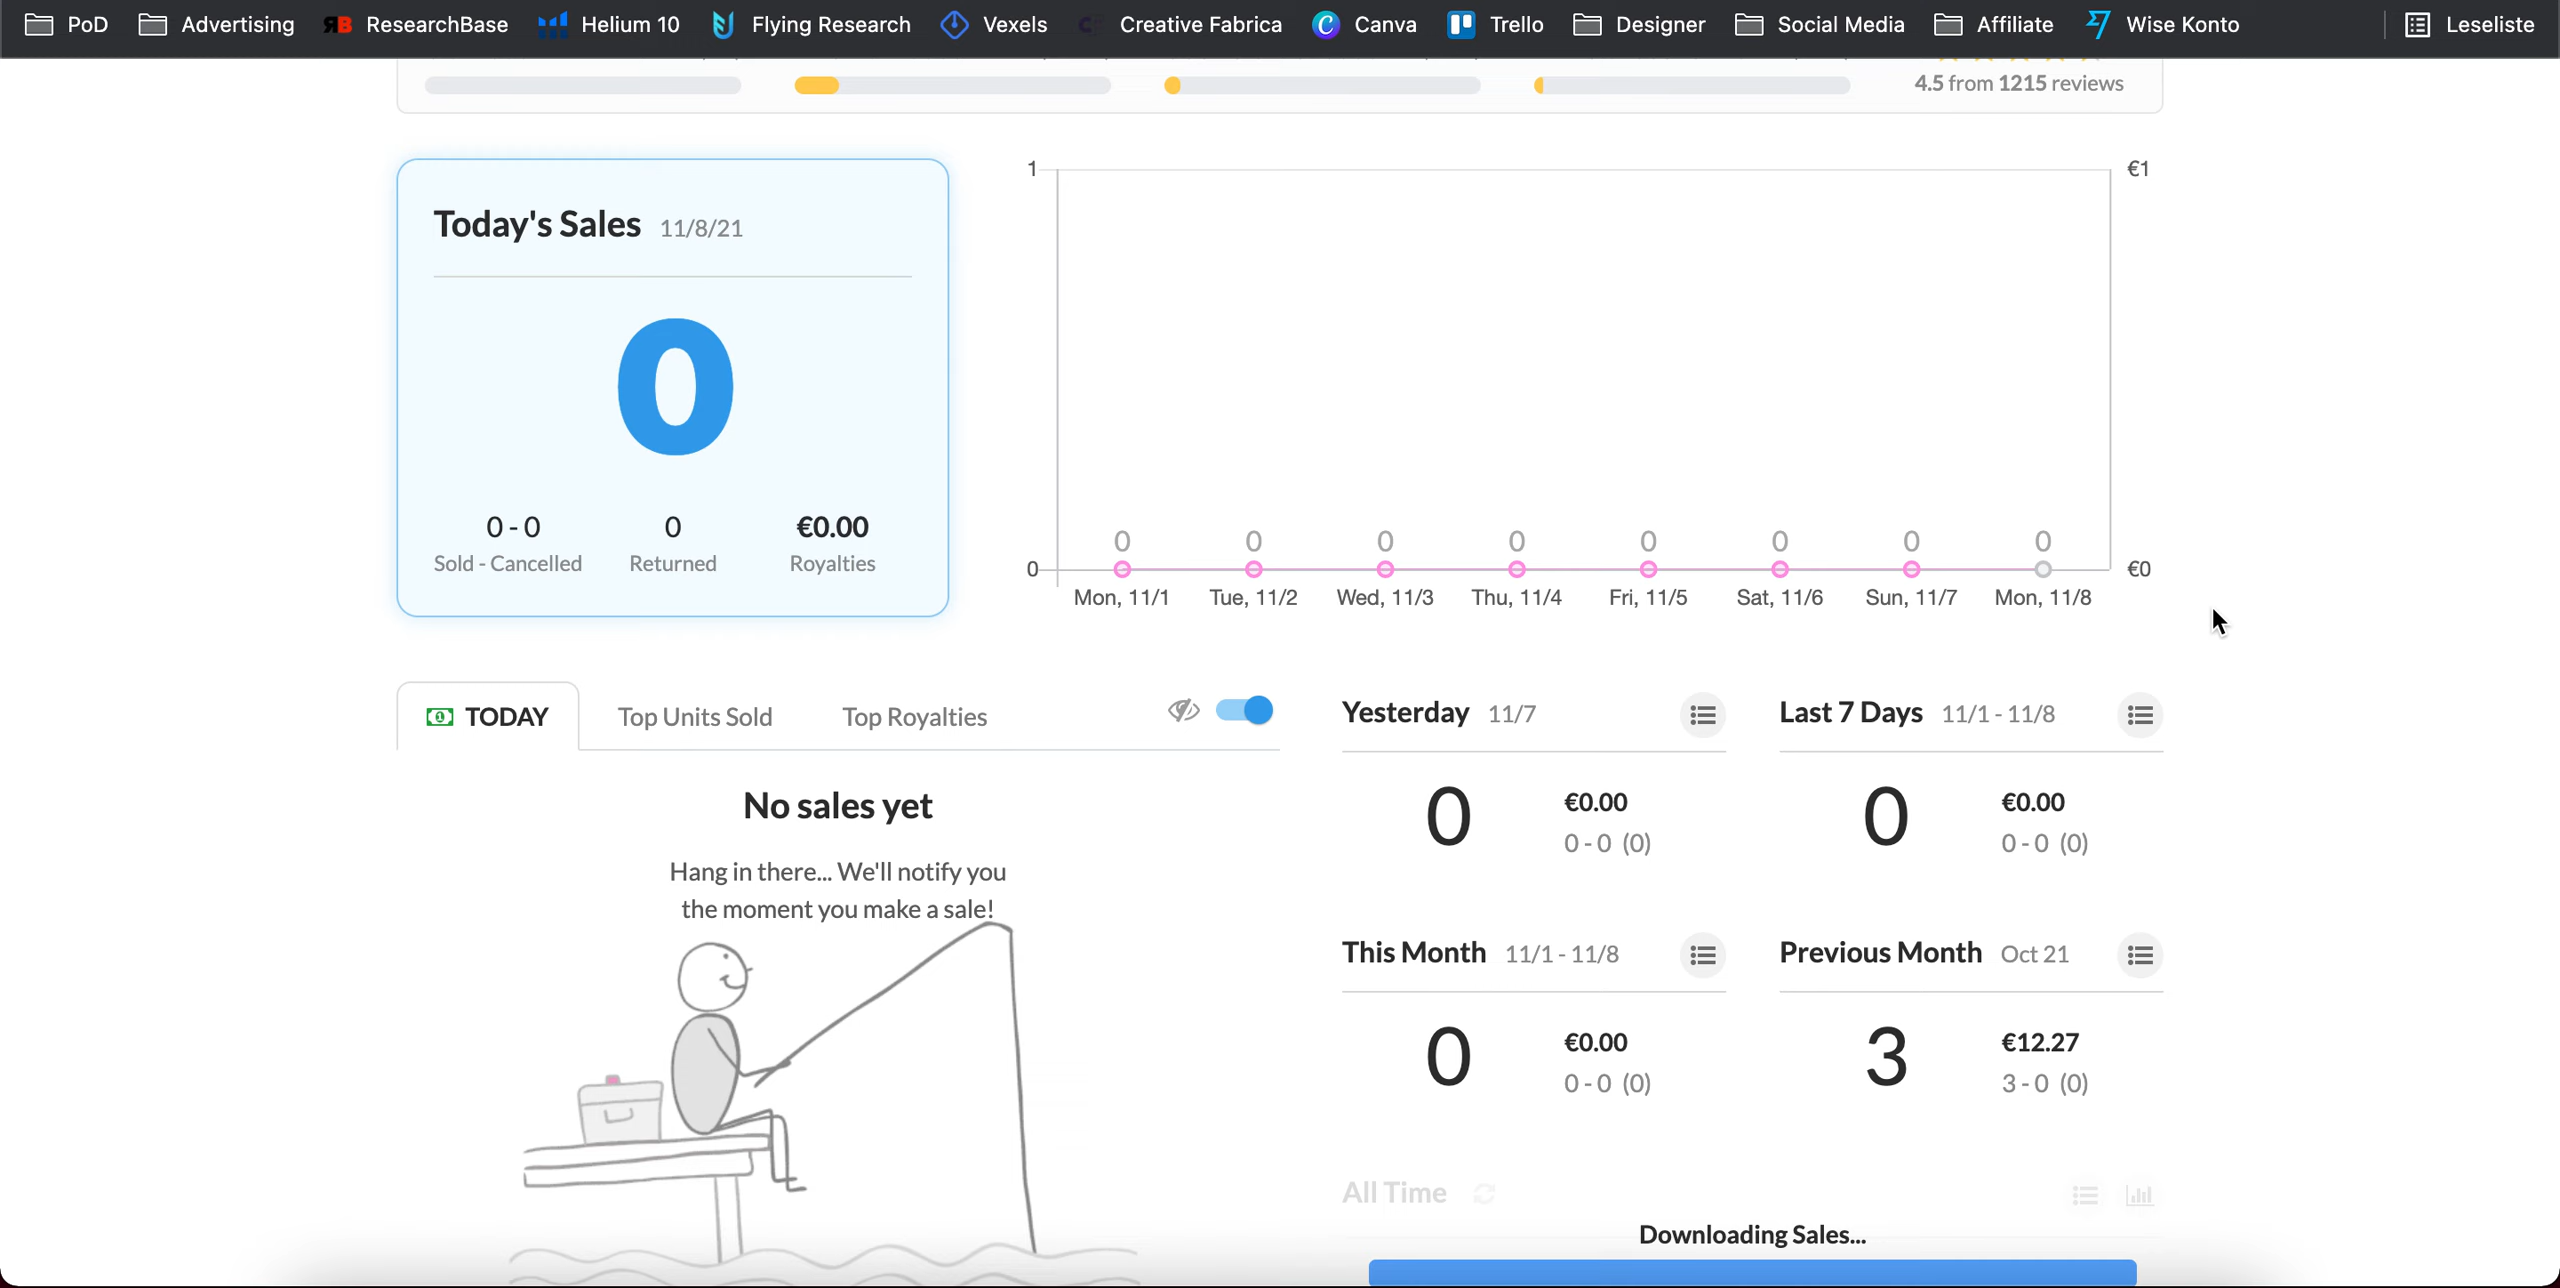 PoD Advertising ResearchBase Helium 10 Flying Research Vexels Creative Fabrica Canva Trello Designer Social Media Affiliate Wise Konto Leseliste
4.5 from 1215 reviews
Today's Sales 11/8/21
0
0 - 0 0 €0.00
Sold - Cancelled Returned Royalties
1 €1
0 0 0 0 0 0 0 0
0 €0
Mon, 11/1 Tue, 11/2 Wed, 11/3 Thu, 11/4 Fri, 11/5 Sat, 11/6 Sun, 11/7 Mon, 11/8
TODAY Top Units Sold Top Royalties
No sales yet
Hang in there... We'll notify you
the moment you make a sale!
Yesterday 11/7
0 €0.00
0 - 0 (0)
Last 7 Days 11/1 - 11/8
0 €0.00
0 - 0 (0)
This Month 11/1 - 11/8
0 €0.00
0 - 0 (0)
Previous Month Oct 21
3 €12.27
3 - 0 (0)
All Time
Downloading Sales...